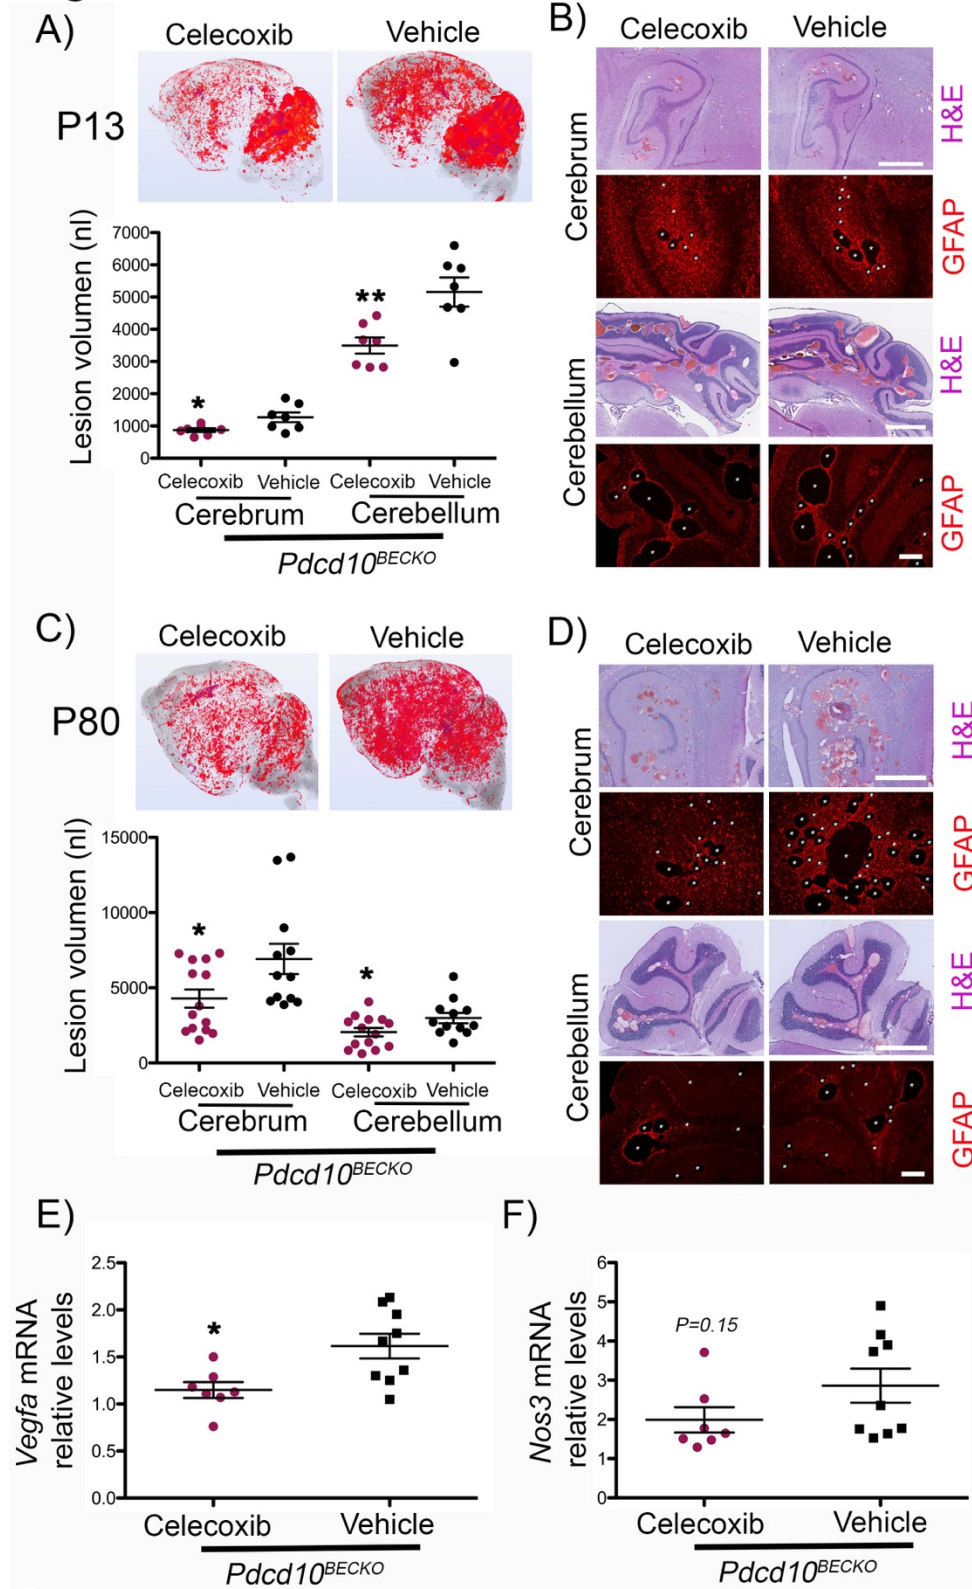 A)
Celecoxib
Vehicle
P13
Lesion volumen (nl)
7000
6000
5000
4000
3000
2000
1000
0
*
**
Celecoxib Vehicle Celecoxib Vehicle
Cerebrum Cerebellum
Pdcd10BECKO
B)
Celecoxib
Vehicle
Cerebrum
H&E
GFAP
Cerebellum
H&E
GFAP
C)
Celecoxib
Vehicle
P80
Lesion volumen (nl)
15000
10000
5000
0
*
*
Celecoxib Vehicle Celecoxib Vehicle
Cerebrum Cerebellum
Pdcd10BECKO
D)
Celecoxib
Vehicle
Cerebrum
H&E
GFAP
Cerebellum
H&E
GFAP
E)
Vegfa mRNA
relative levels
2.5
2.0
1.5
1.0
0.5
0.0
*
Celecoxib Vehicle
Pdcd10BECKO
F)
Nos3 mRNA
relative levels
6
5
4
3
2
1
0
P=0.15
Celecoxib Vehicle
Pdcd10BECKO